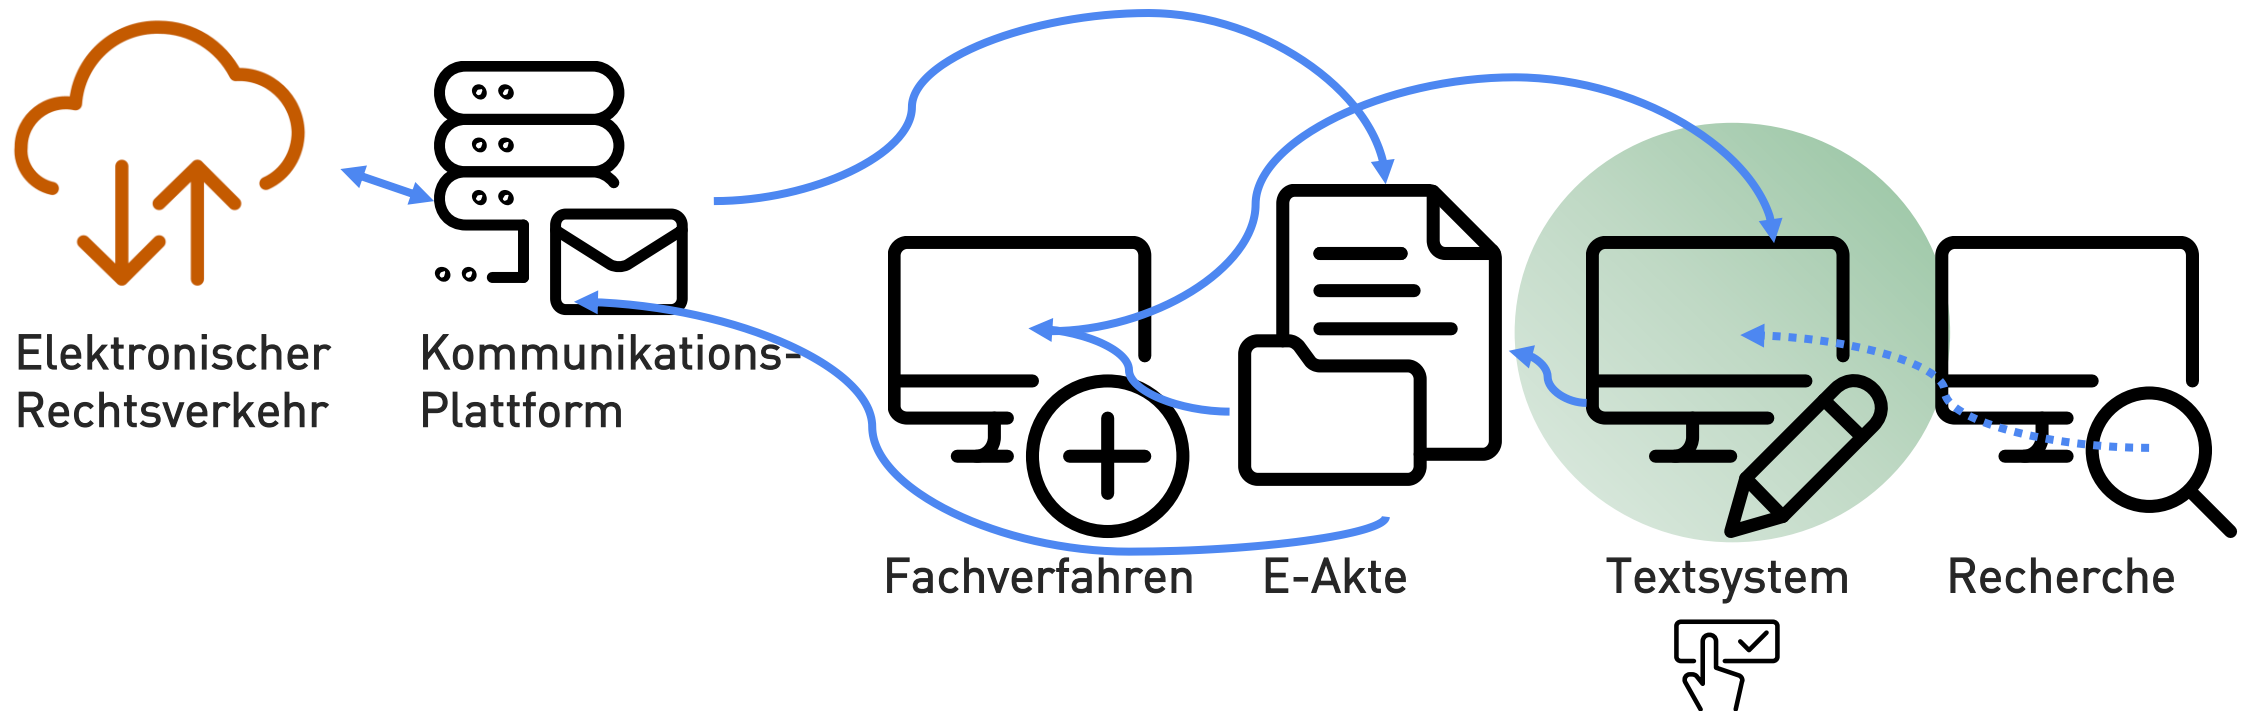 Elektronischer
Rechtsverkehr
Kommunikations-
Plattform
Fachverfahren
E-Akte
Textsystem
Recherche